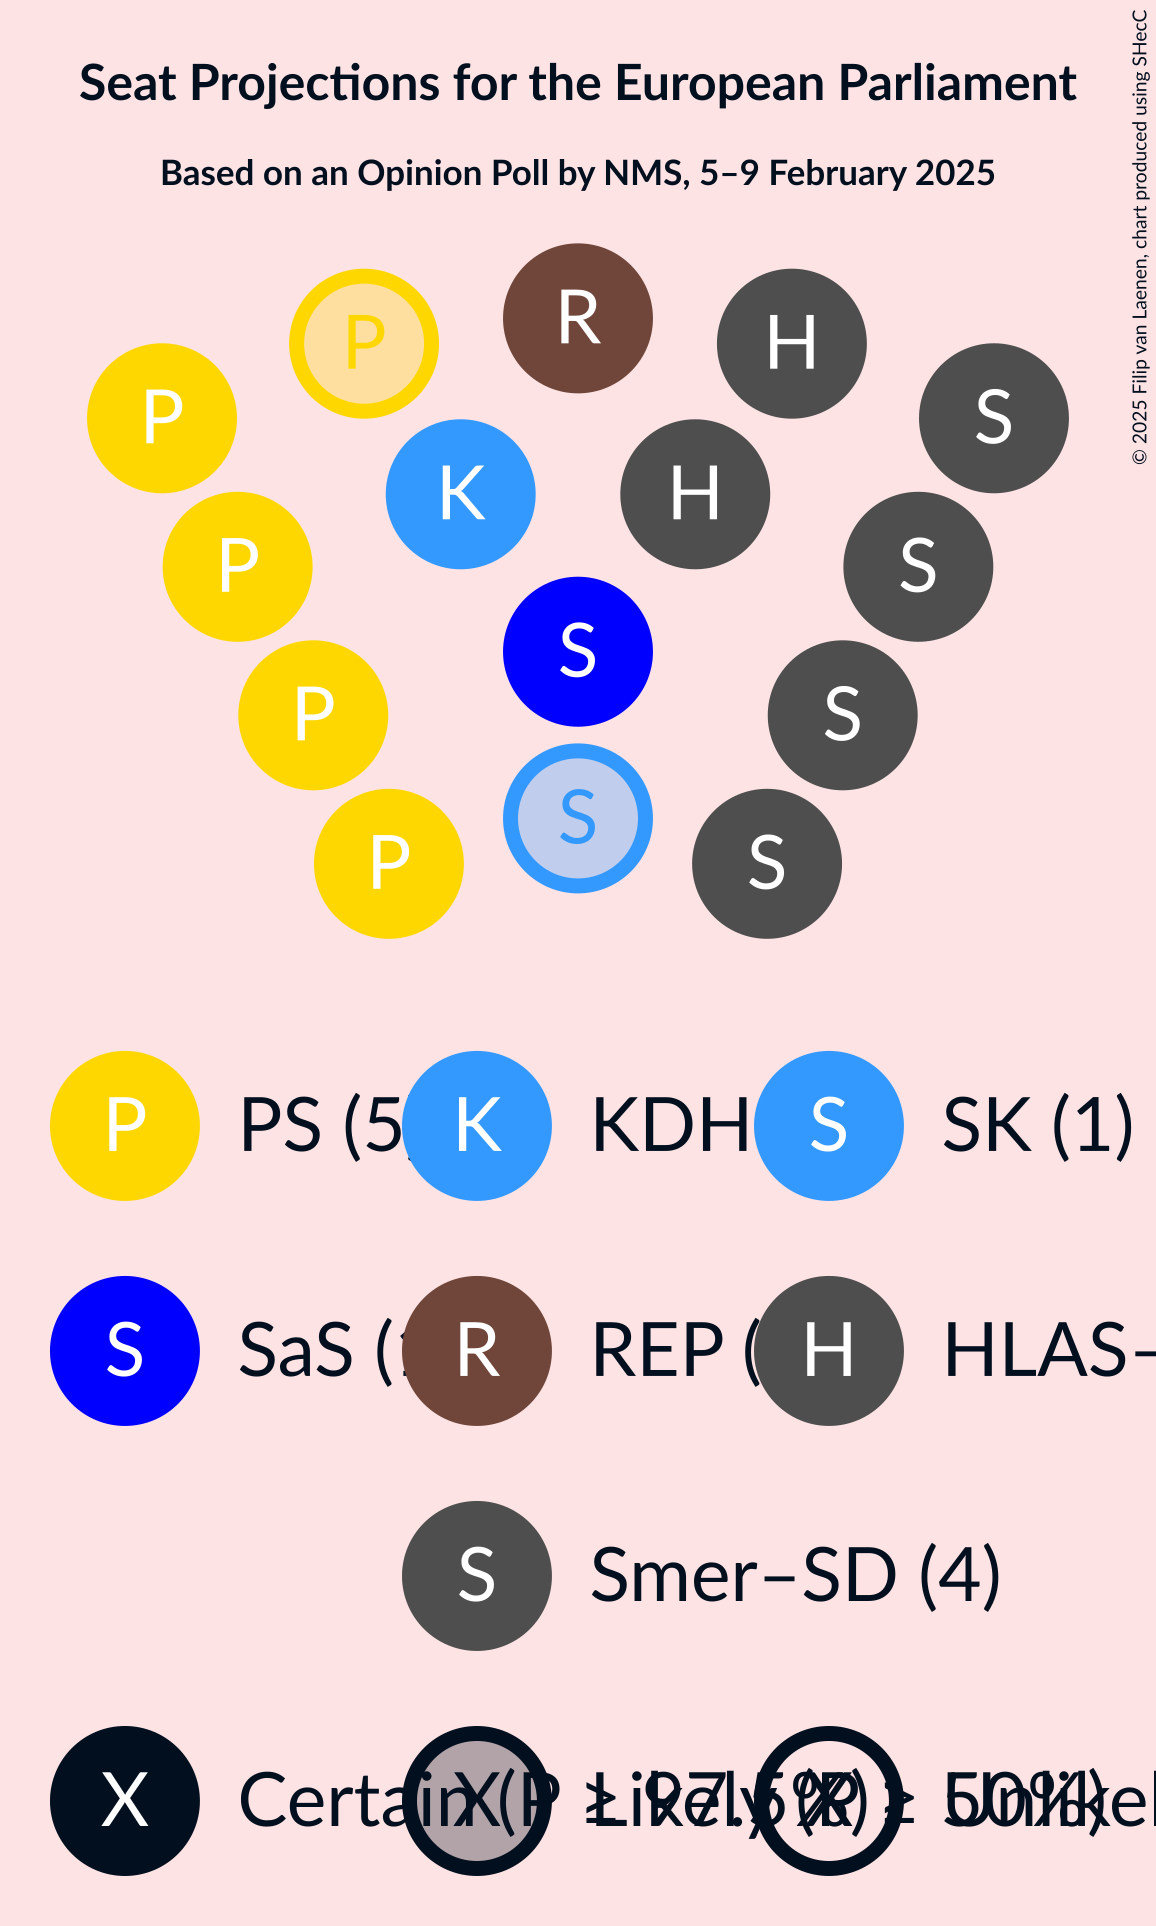 Seat Projections for the European Parliament
Based on an Opinion Poll by NMS, 5–9 February 2025
© 2025 Filip van Laenen, chart produced using SHecC
R
P H
P S
K H
P S
S
P S
S
P S
P PS (5 K KDH S SK (1)
S SaS ( R REP ( H HLAS–
S Smer–SD (4)
X Certain (P ≥ 97.5%) X Likely (P ≥ 50%) X Unlikel